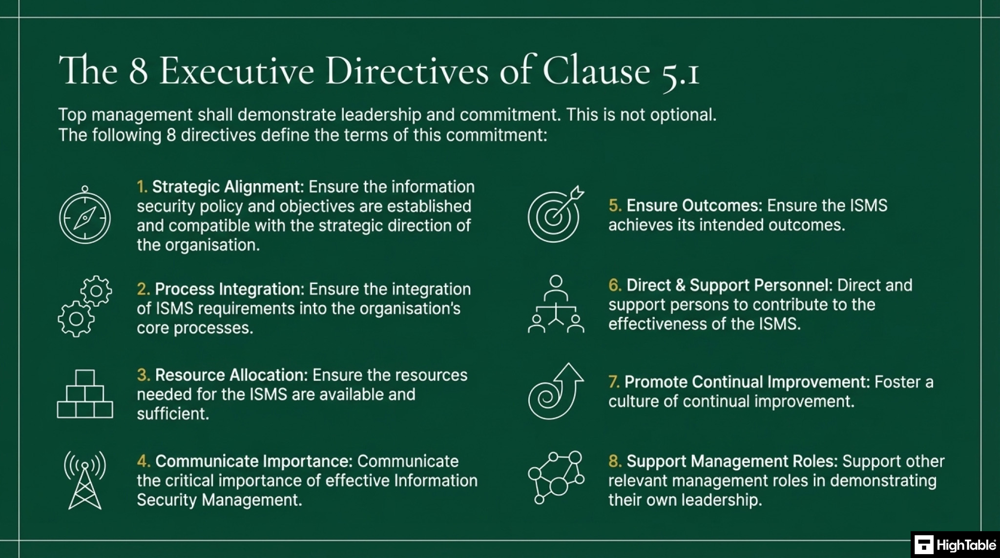 The 8 Executive Directives of Clause 5.1
Top management shall demonstrate leadership and commitment. This is not optional.
The following 8 directives define the terms of this commitment:
1. Strategic Alignment: Ensure the information
security policy and objectives are established
and compatible with the strategic direction of
the organisation.
2. Process Integration: Ensure the integration
of ISMS requirements into the organisation's
core processes.
3. Resource Allocation: Ensure the resources
needed for the ISMS are available and
sufficient.
4. Communicate Importance: Communicate
the critical importance of effective Information
Security Management.
5. Ensure Outcomes: Ensure the ISMS
achieves its intended outcomes.
6. Direct & Support Personnel: Direct and
support persons to contribute to the
effectiveness of the ISMS.
7. Promote Continual Improvement: Foster a
culture of continual improvement.
8. Support Management Roles: Support other
relevant management roles in demonstrating
their own leadership.
HighTable